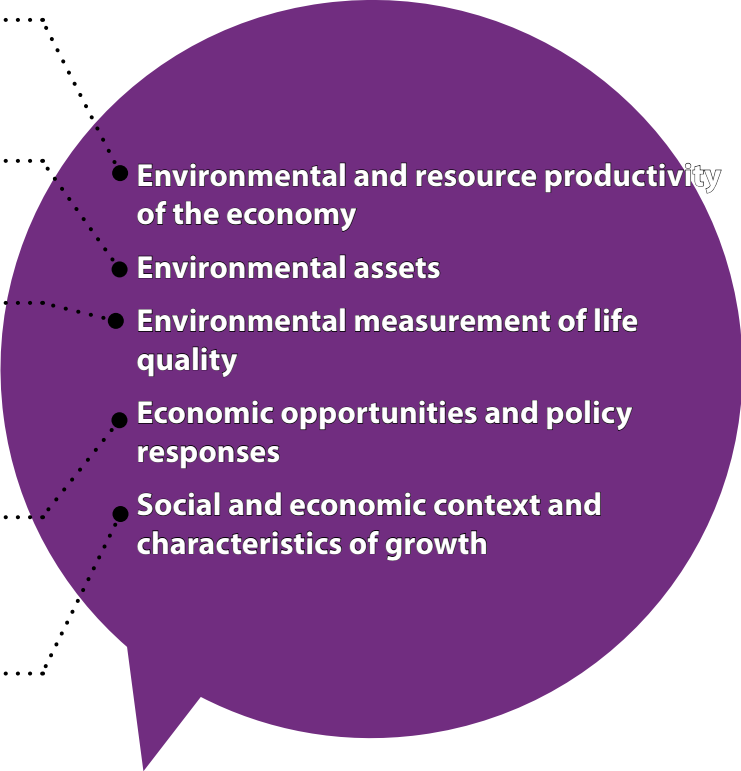 Environmental and resource productivity
of the economy
Environmental assets
Environmental measurement of life
quality
Economic opportunities and policy
responses
Social and economic context and
characteristics of growth